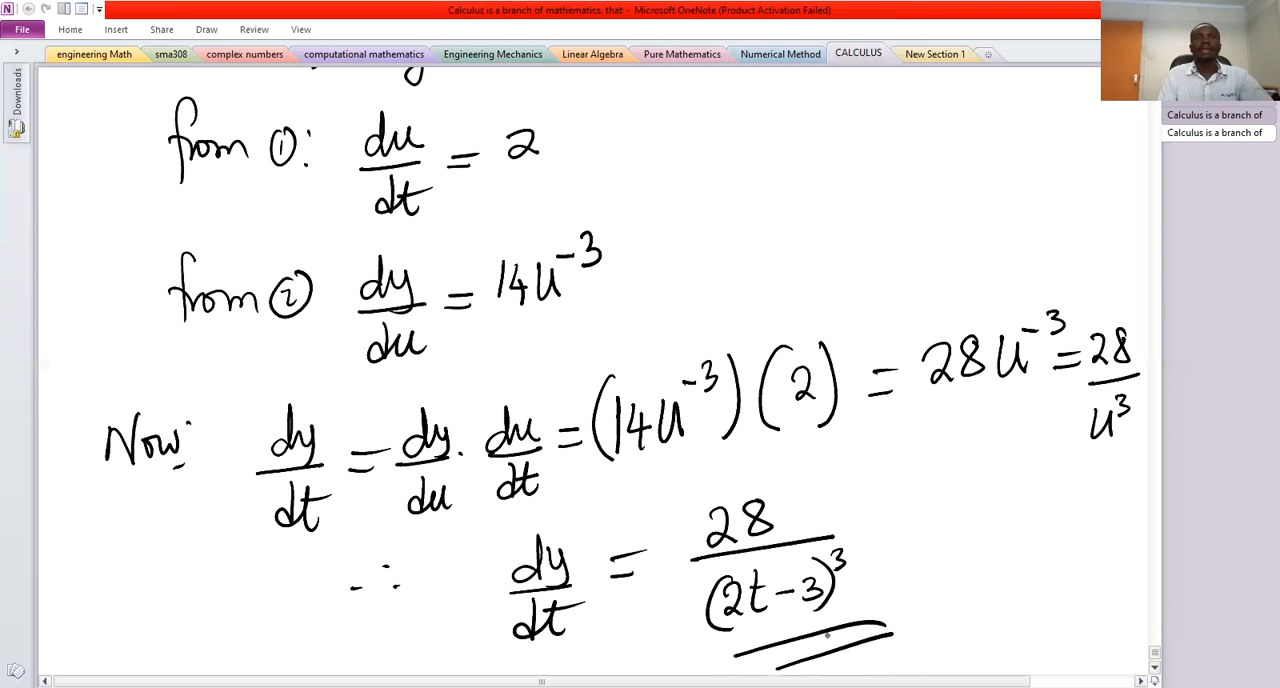 Calculus is a branch of mathematics. that - Microsoft OneNote (Product Activation Failed)
File Home Insert Share Draw Review View
engineering Math sma308 complex numbers computational mathematics Engineering Mechanics Linear Algebra Pure Mathematics Numerical Method CALCULUS New Section 1
Downloads
Calculus is a branch of
Calculus is a branch of
from ①: du/dt = 2
from ② dy/du = 14u⁻³
Now: dy/dt = dy/du · du/dt = (14u⁻³)(2) = 28u⁻³ = 28/u³
∴ dy/dt = 28/(2t-3)³